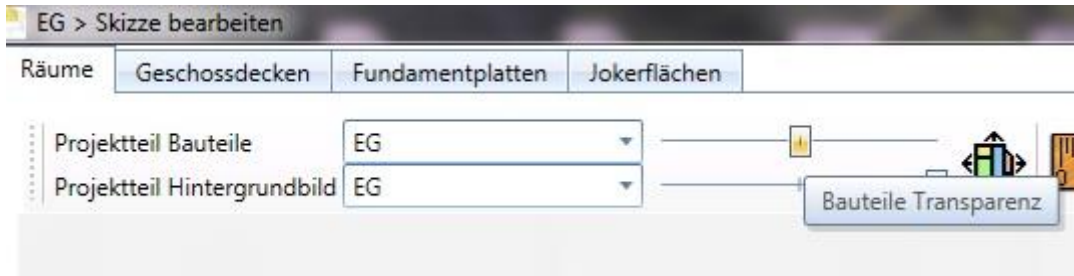 EG > Skizze bearbeiten
Räume Geschossdecken Fundamentplatten Jokerflächen
Projektteil Bauteile EG
Projektteil Hintergrundbild EG
Bauteile Transparenz